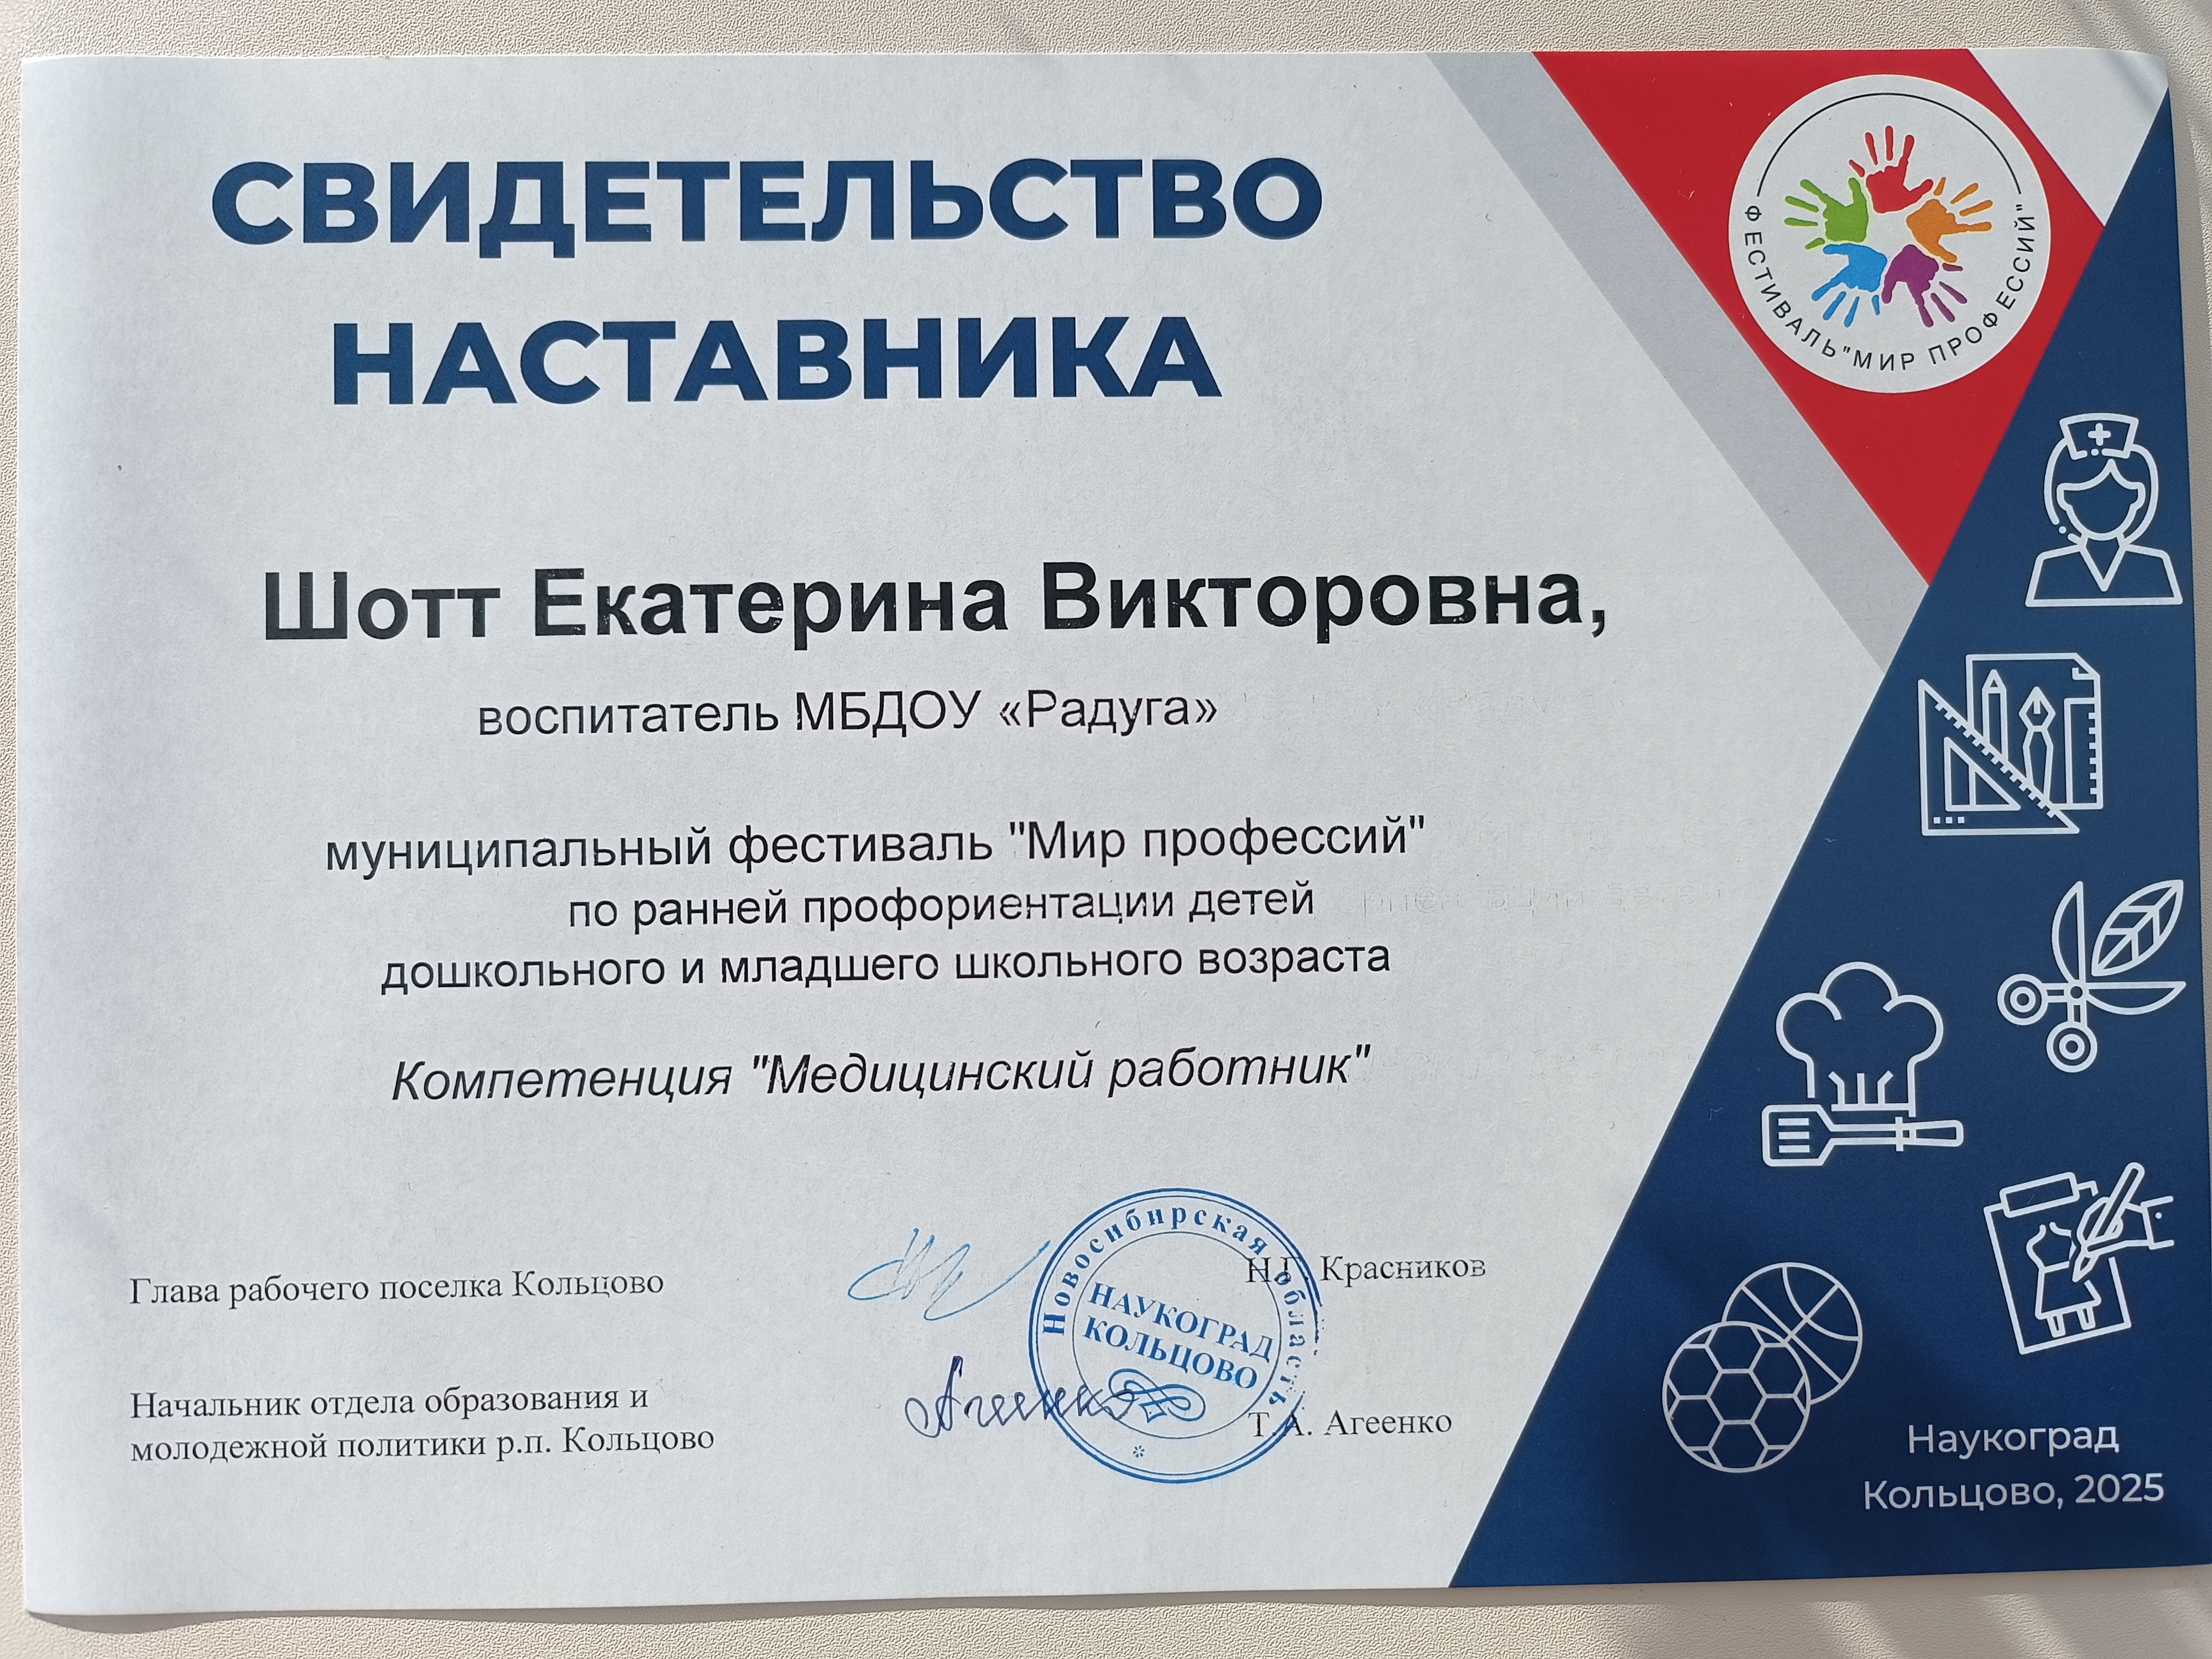 СВИДЕТЕЛЬСТВО
НАСТАВНИКА
ФЕСТИВАЛЬ "МИР ПРОФЕССИЙ"
Шотт Екатерина Викторовна,
воспитатель МБДОУ «Радуга»
муниципальный фестиваль "Мир профессий"
по ранней профориентации детей
дошкольного и младшего школьного возраста
Компетенция "Медицинский работник"
Глава рабочего поселка Кольцово
Н.Г. Красников
Начальник отдела образования и
молодежной политики р.п. Кольцово
Агеенко
Т.А. Агеенко
Новосибирская область
НАУКОГРАД
КОЛЬЦОВО
Наукоград
Кольцово, 2025